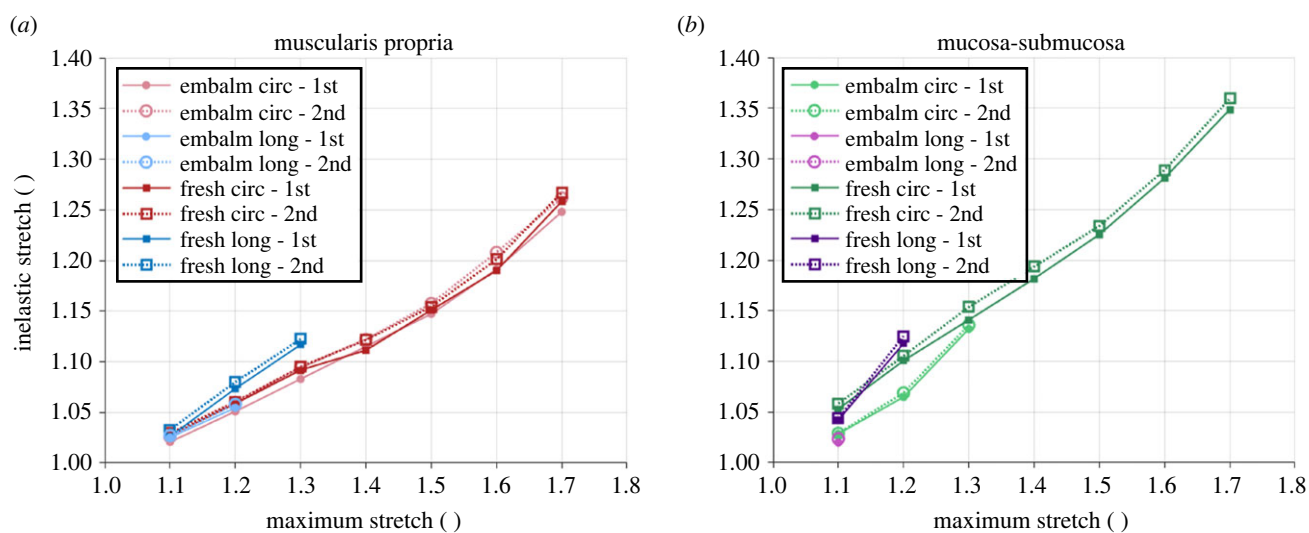 (a)
muscularis propria
1.40
1.35
1.30
1.25
1.20
1.15
1.10
1.05
1.00
inelastic stretch ( )
embalm circ - 1st
embalm circ - 2nd
embalm long - 1st
embalm long - 2nd
fresh circ - 1st
fresh circ - 2nd
fresh long - 1st
fresh long - 2nd
1.0 1.1 1.2 1.3 1.4 1.5 1.6 1.7 1.8
maximum stretch ( )
(b)
mucosa-submucosa
1.40
1.35
1.30
1.25
1.20
1.15
1.10
1.05
1.00
embalm circ - 1st
embalm circ - 2nd
embalm long - 1st
embalm long - 2nd
fresh circ - 1st
fresh circ - 2nd
fresh long - 1st
fresh long - 2nd
1.0 1.1 1.2 1.3 1.4 1.5 1.6 1.7 1.8
maximum stretch ( )